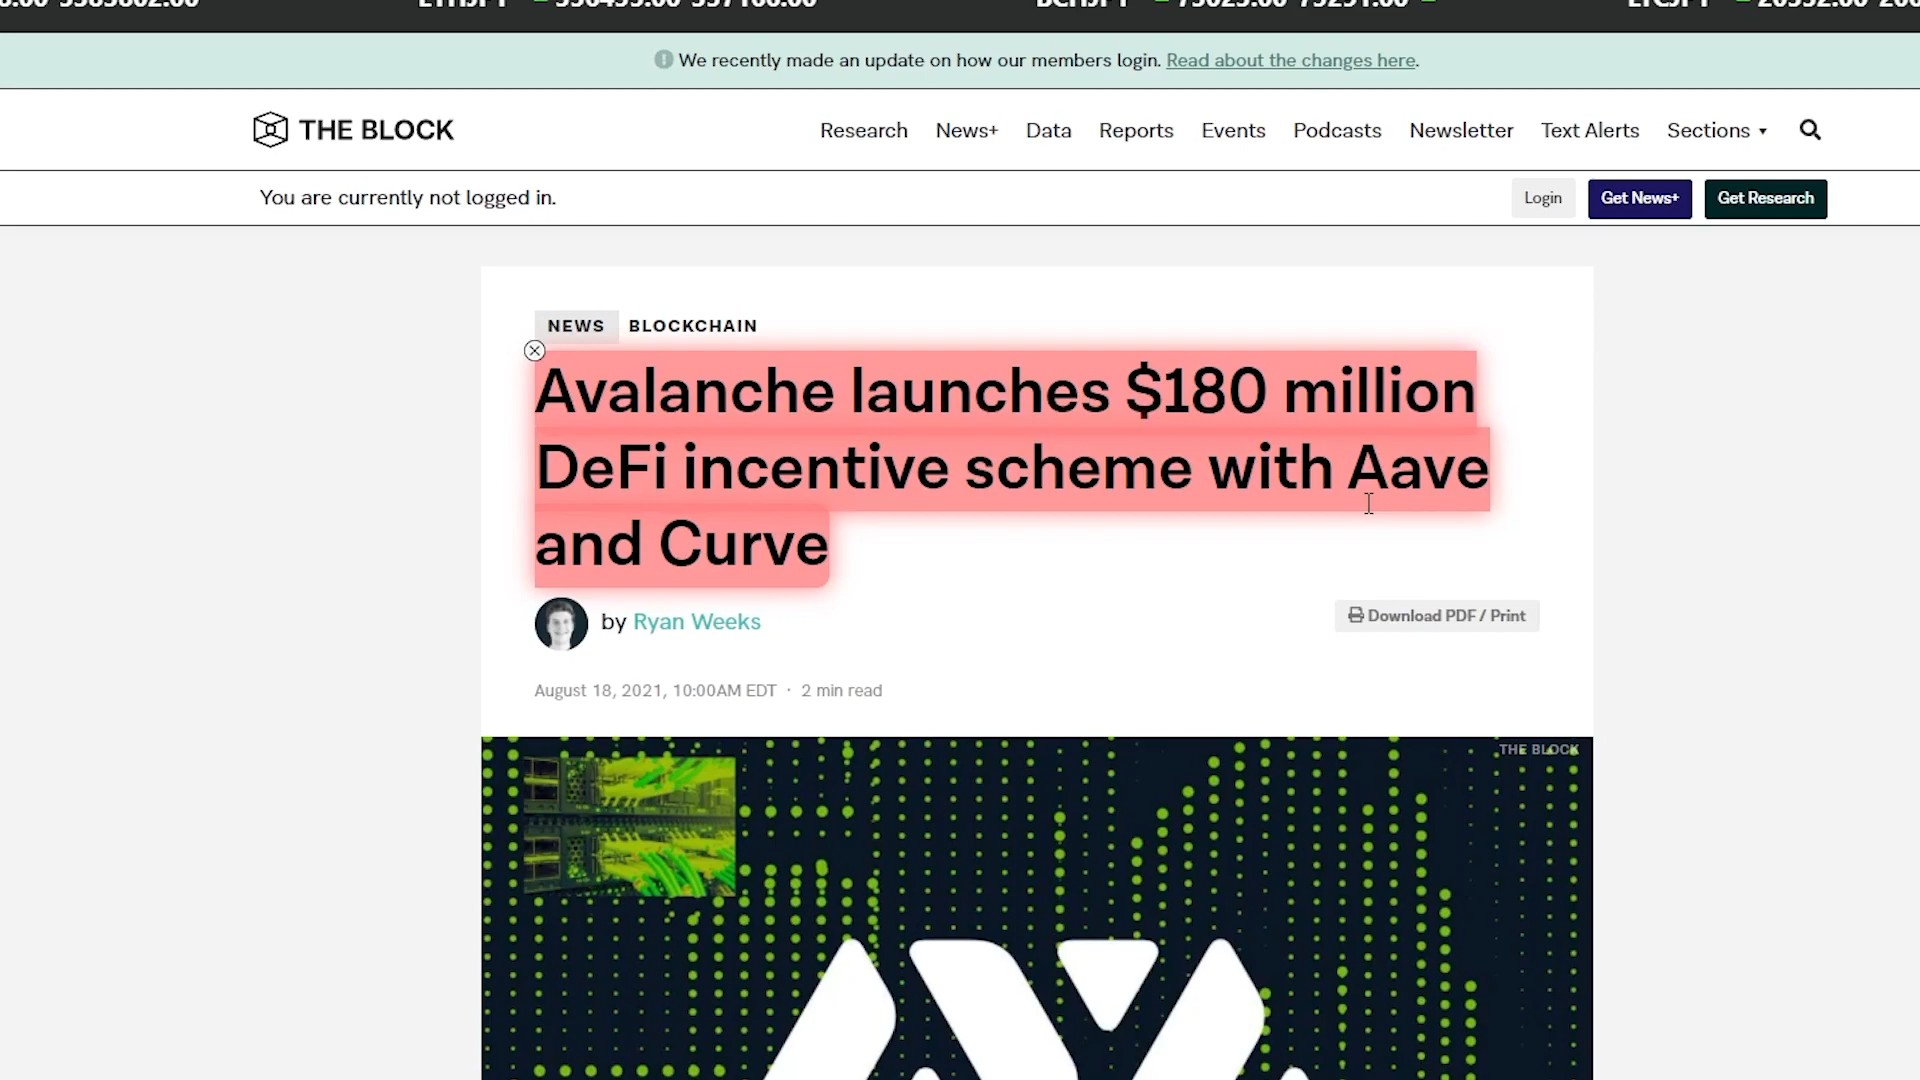 We recently made an update on how our members login. Read about the changes here.
THE BLOCK
Research News+ Data Reports Events Podcasts Newsletter Text Alerts Sections
You are currently not logged in.
Login Get News+ Get Research
NEWS BLOCKCHAIN
Avalanche launches $180 million
DeFi incentive scheme with Aave
and Curve
by Ryan Weeks
Download PDF / Print
August 18, 2021, 10:00AM EDT · 2 min read
THE BLOCK